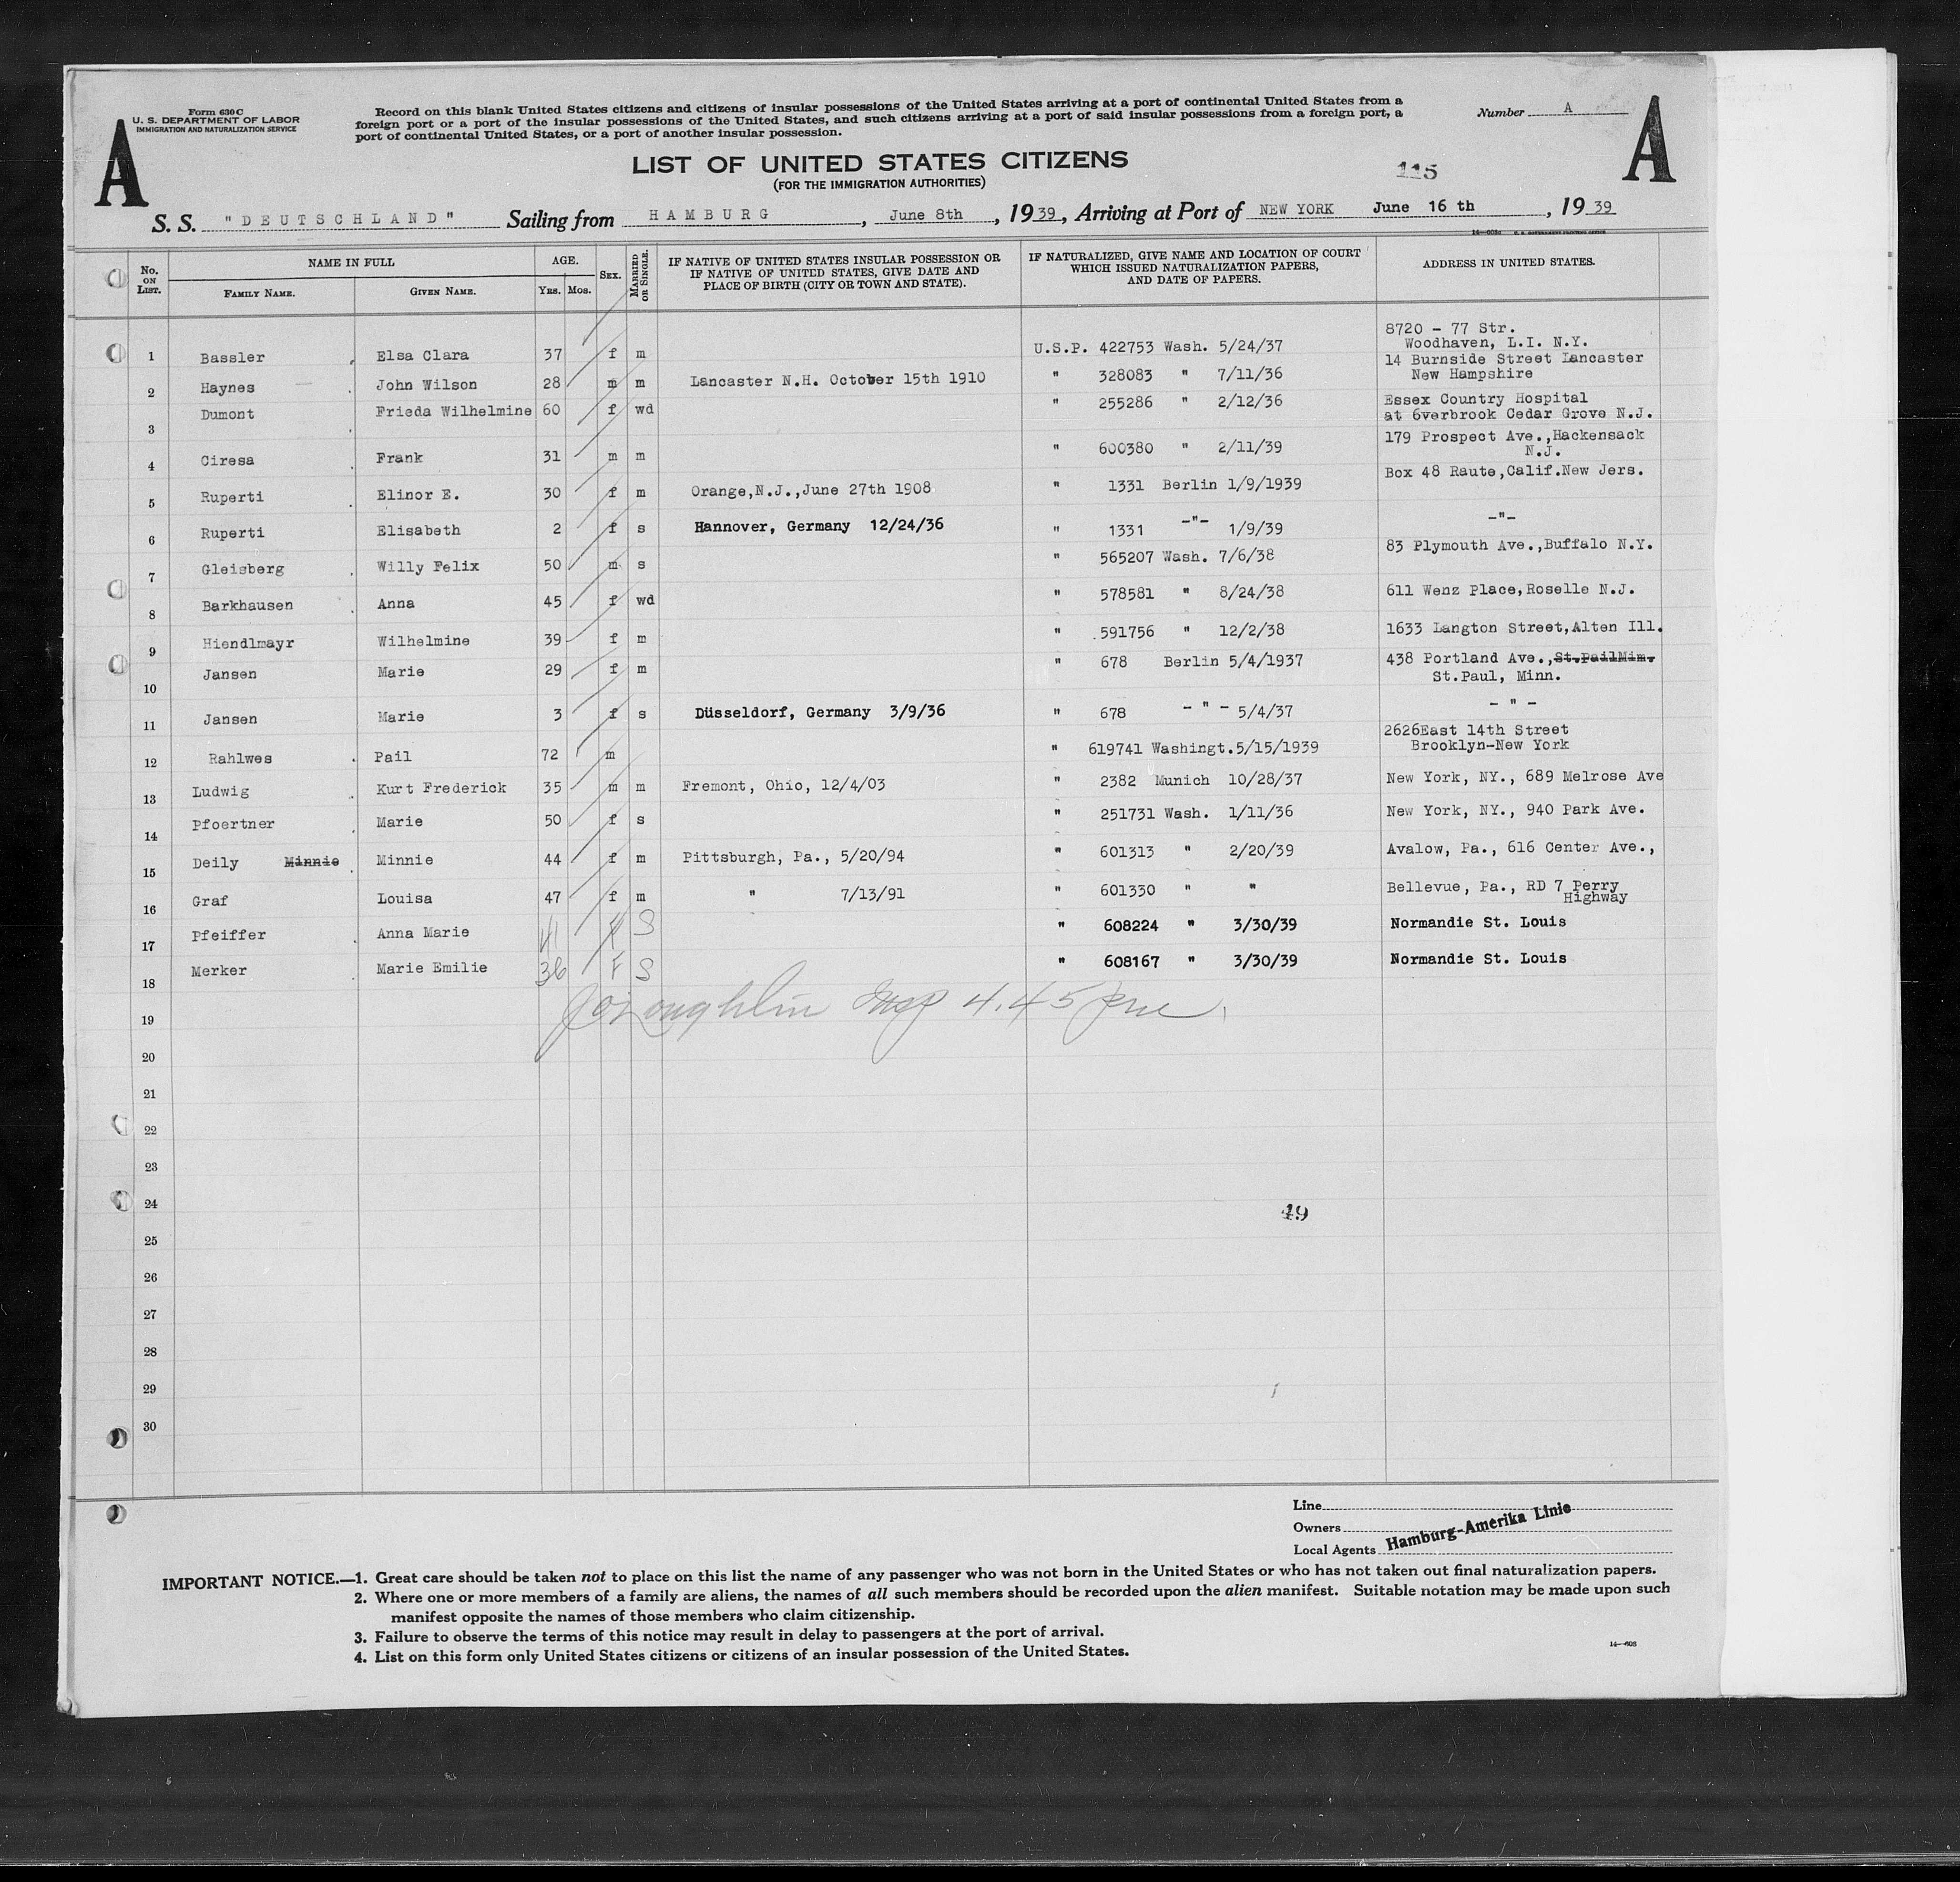 Form 630 C
U. S. DEPARTMENT OF LABOR
IMMIGRATION AND NATURALIZATION SERVICE
A
Record on this blank United States citizens and citizens of insular possessions of the United States arriving at a port of continental United States from a
foreign port or a port of the insular possessions of the United States, and such citizens arriving at a port of said insular possessions from a foreign port, a
port of continental United States, or a port of another insular possession.
Number A
A
LIST OF UNITED STATES CITIZENS
(FOR THE IMMIGRATION AUTHORITIES)
115
S. S. "DEUTSCHLAND" Sailing from HAMBURG, June 8th, 1939, Arriving at Port of NEW YORK June 16 th, 1939
No. ON LIST. NAME IN FULL FAMILY NAME. GIVEN NAME. AGE. YRS. MOS. SEX. MARRIED OR SINGLE. IF NATIVE OF UNITED STATES INSULAR POSSESSION OR IF NATIVE OF UNITED STATES, GIVE DATE AND PLACE OF BIRTH (CITY OR TOWN AND STATE). IF NATURALIZED, GIVE NAME AND LOCATION OF COURT WHICH ISSUED NATURALIZATION PAPERS, AND DATE OF PAPERS. ADDRESS IN UNITED STATES.
1 Bassler Elsa Clara 37 f m U.S.P. 422753 Wash. 5/24/37 8720 - 77 Str. Woodhaven, L.I. N.Y.
2 Haynes John Wilson 28 m m Lancaster N.H. October 15th 1910 " 328083 " 7/11/36 14 Burnside Street Lancaster New Hampshire
3 Dumont Frieda Wilhelmine 60 f wd " 255286 " 2/12/36 Essex Country Hospital at 6verbrook Cedar Grove N.J.
4 Ciresa Frank 31 m m " 600380 " 2/11/39 179 Prospect Ave.,Hackensack N.J.
5 Ruperti Elinor E. 30 f m Orange,N.J.,June 27th 1908 " 1331 Berlin 1/9/1939 Box 48 Raute,Calif.New Jers.
6 Ruperti Elisabeth 2 f s Hannover, Germany 12/24/36 " 1331 -"- 1/9/39 -"-
7 Gleisberg Willy Felix 50 m s " 565207 Wash. 7/6/38 83 Plymouth Ave.,Buffalo N.Y.
8 Barkhausen Anna 45 f wd " 578581 " 8/24/38 611 Wenz Place,Roselle N.J.
9 Hiendlmayr Wilhelmine 39 f m " 591756 " 12/2/38 1633 Langton Street,Alten Ill.
10 Jansen Marie 29 f m " 678 Berlin 5/4/1937 438 Portland Ave.,St.PailMim. St.Paul, Minn.
11 Jansen Marie 3 f s Düsseldorf, Germany 3/9/36 " 678 - " - 5/4/37 - " -
12 Rahlwes Pail 72 m " 619741 Washingt.5/15/1939 2626East 14th Street Brooklyn-New York
13 Ludwig Kurt Frederick 35 m m Fremont, Ohio, 12/4/03 " 2382 Munich 10/28/37 New York, NY., 689 Melrose Ave
14 Pfoertner Marie 50 f s " 251731 Wash. 1/11/36 New York, NY., 940 Park Ave.
15 Deily Minnie Minnie 44 f m Pittsburgh, Pa., 5/20/94 " 601313 " 2/20/39 Avalow, Pa., 616 Center Ave.,
16 Graf Louisa 47 f m " 7/13/91 " 601330 " " Bellevue, Pa., RD 7 Perry Highway
17 Pfeiffer Anna Marie 41 F S " 608224 " 3/30/39 Normandie St. Louis
18 Merker Marie Emilie 36 F S " 608167 " 3/30/39 Normandie St. Louis
19
20
21
22
23
24
49
25
26
27
28
29
30
Line
Owners
Local Agents Hamburg-Amerika Linie
IMPORTANT NOTICE.—1. Great care should be taken not to place on this list the name of any passenger who was not born in the United States or who has not taken out final naturalization papers.
2. Where one or more members of a family are aliens, the names of all such members should be recorded upon the alien manifest. Suitable notation may be made upon such
manifest opposite the names of those members who claim citizenship.
3. Failure to observe the terms of this notice may result in delay to passengers at the port of arrival.
4. List on this form only United States citizens or citizens of an insular possession of the United States.